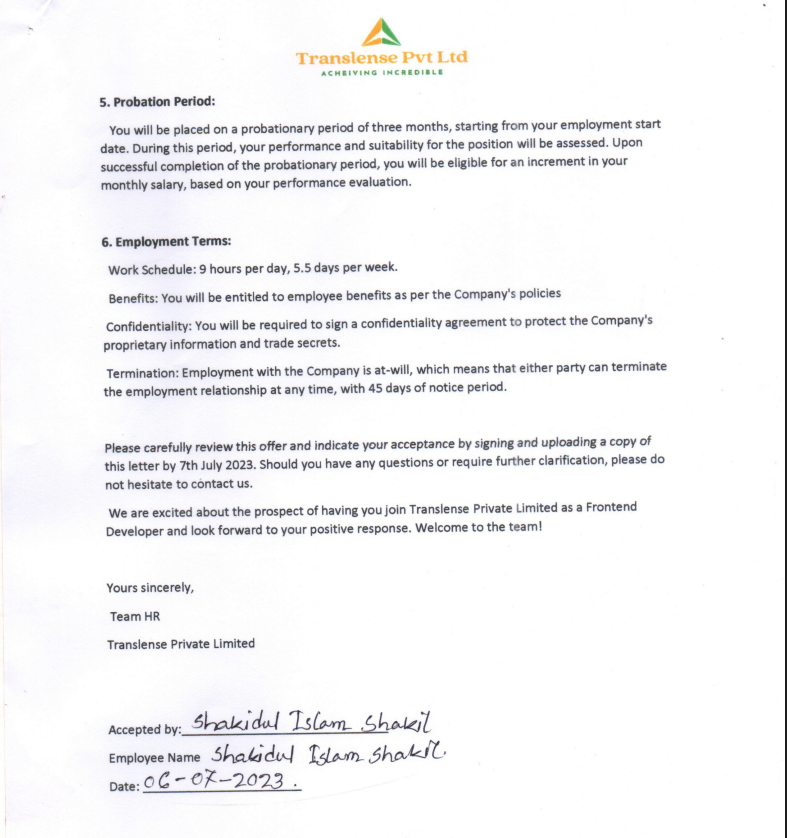 Translense Pvt Ltd
ACHEIVING INCREDIBLE
5. Probation Period:
You will be placed on a probationary period of three months, starting from your employment start
date. During this period, your performance and suitability for the position will be assessed. Upon
successful completion of the probationary period, you will be eligible for an increment in your
monthly salary, based on your performance evaluation.
6. Employment Terms:
Work Schedule: 9 hours per day, 5.5 days per week.
Benefits: You will be entitled to employee benefits as per the Company's policies
Confidentiality: You will be required to sign a confidentiality agreement to protect the Company's
proprietary information and trade secrets.
Termination: Employment with the Company is at-will, which means that either party can terminate
the employment relationship at any time, with 45 days of notice period.
Please carefully review this offer and indicate your acceptance by signing and uploading a copy of
this letter by 7th July 2023. Should you have any questions or require further clarification, please do
not hesitate to contact us.
We are excited about the prospect of having you join Translense Private Limited as a Frontend
Developer and look forward to your positive response. Welcome to the team!
Yours sincerely,
Team HR
Translense Private Limited
Accepted by: Shakidul Islam Shakil
Employee Name Shakidul Islam Shakil.
Date: 06-07-2023.